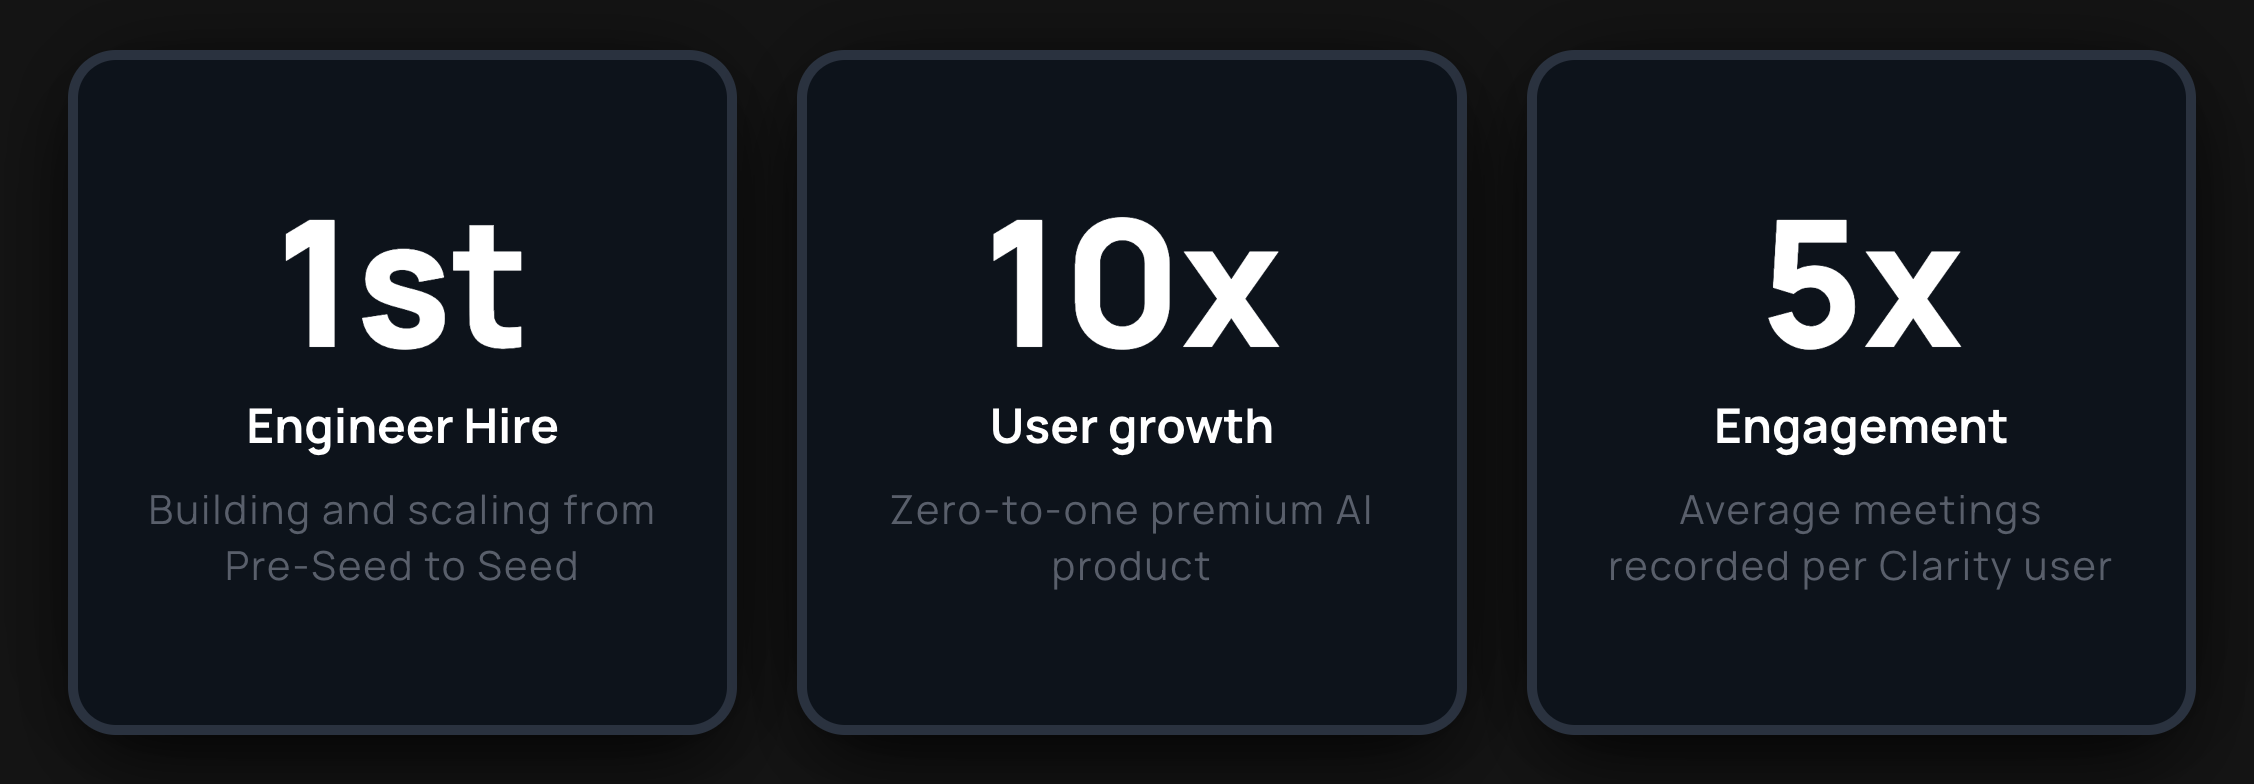 1st
Engineer Hire
Building and scaling from
Pre-Seed to Seed
10x
User growth
Zero-to-one premium AI
product
5x
Engagement
Average meetings
recorded per Clarity user